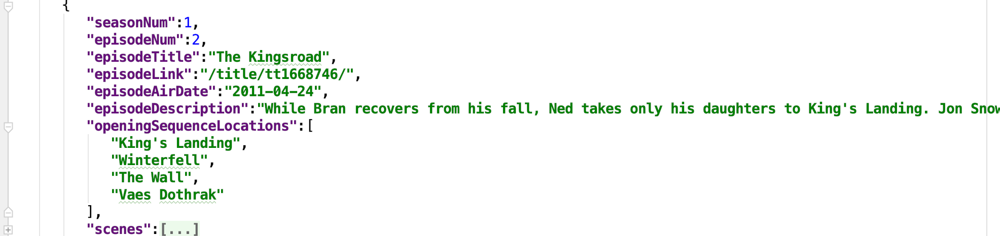 {
"seasonNum":1,
"episodeNum":2,
"episodeTitle":"The Kingsroad",
"episodeLink":"/title/tt1668746/",
"episodeAirDate":"2011-04-24",
"episodeDescription":"While Bran recovers from his fall, Ned takes only his daughters to King's Landing. Jon Snow
"openingSequenceLocations":[
"King's Landing",
"Winterfell",
"The Wall",
"Vaes Dothrak"
],
"scenes":[...]